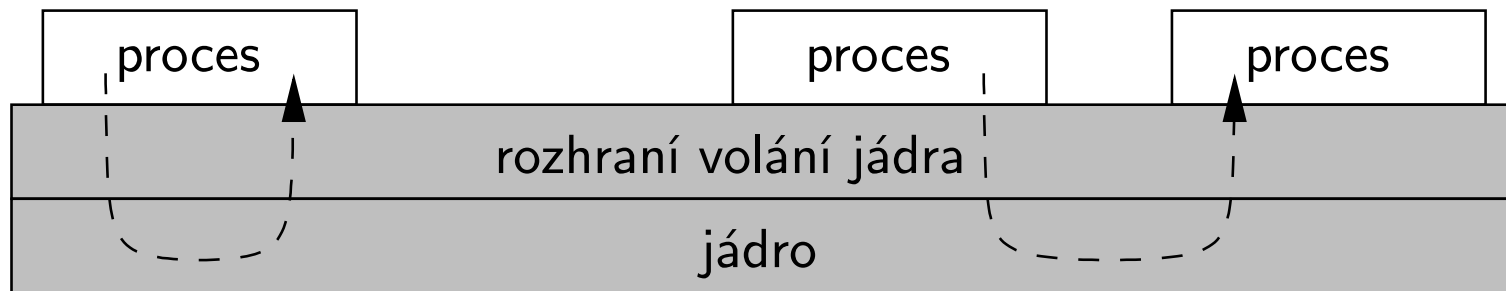 proces
proces
proces
rozhraní volání jádra
jádro